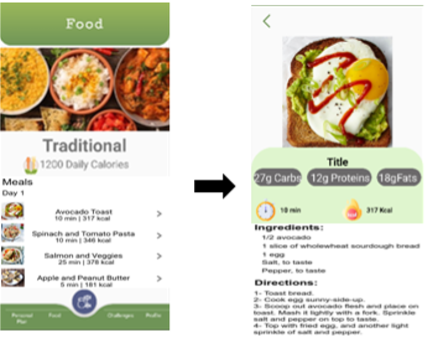 Food
Traditional
1200 Daily Calories
Meals
Day 1
Avocado Toast
10 min | 317 kcal
Spinach and Tomato Pasta
10 min | 346 kcal
Salmon and Veggies
25 min | 378 kcal
Apple and Peanut Butter
5 min | 181 kcal
Personal
Plan
Food
Challenges
Profile
Title
27g Carbs
12g Proteins
18gFats
10 min
317 Kcal
Ingredients:
1/2 avocado
1 slice of wholewheat sourdough bread
1 egg
Salt, to taste
Pepper, to taste
Directions:
1- Toast bread.
2- Cook egg sunny-side-up.
3- Scoop out avocado flesh and place on
toast. Mash it lightly with a fork. Sprinkle
salt and pepper on top to taste.
4- Top with fried egg, and another light
sprinkle of salt and pepper.